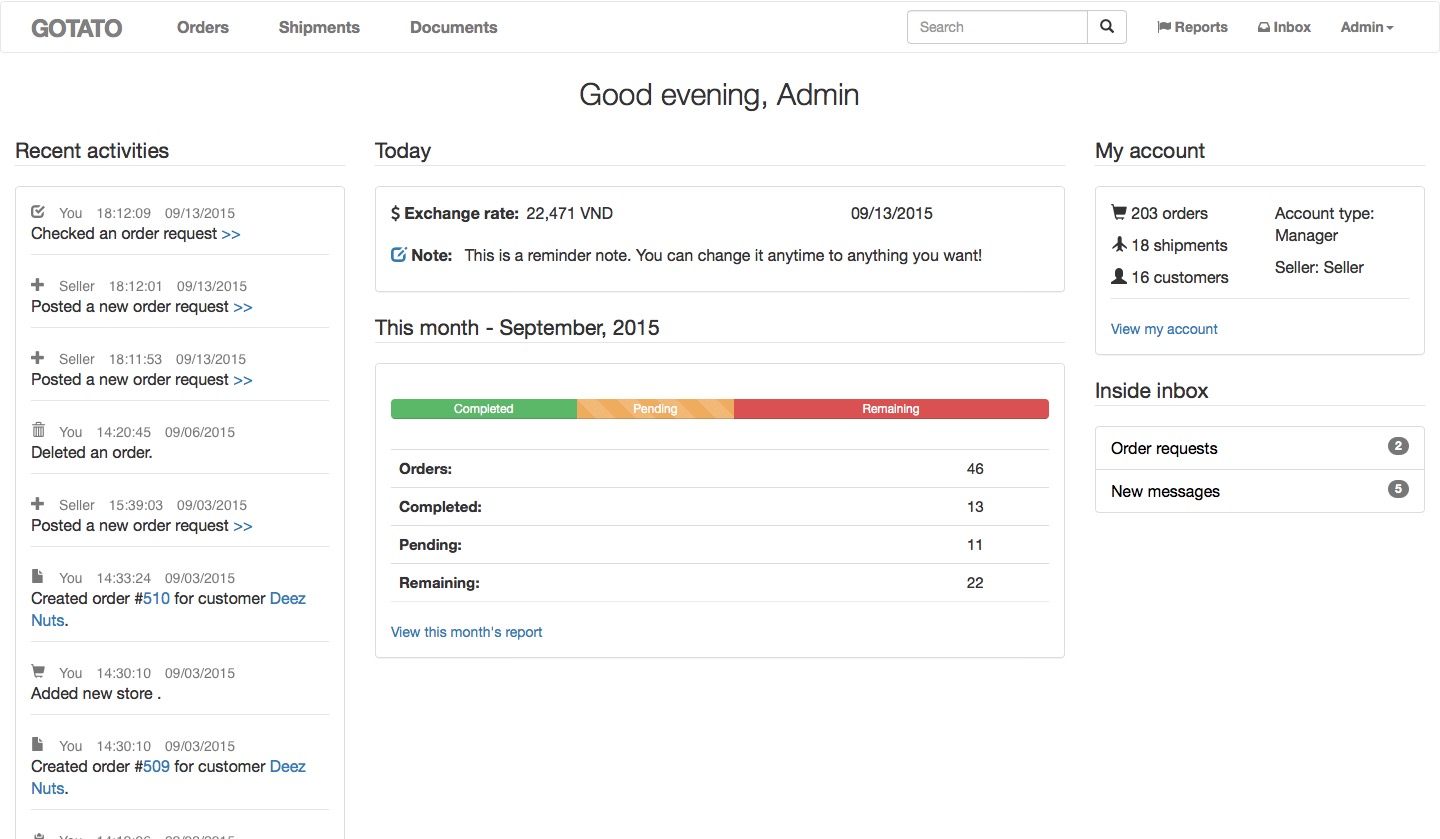 GOTATO Orders Shipments Documents Search Reports Inbox Admin
Good evening, Admin
Recent activities
You 18:12:09 09/13/2015
Checked an order request >>
Seller 18:12:01 09/13/2015
Posted a new order request >>
Seller 18:11:53 09/13/2015
Posted a new order request >>
You 14:20:45 09/06/2015
Deleted an order.
Seller 15:39:03 09/03/2015
Posted a new order request >>
You 14:33:24 09/03/2015
Created order #510 for customer Deez
Nuts.
You 14:30:10 09/03/2015
Added new store .
You 14:30:10 09/03/2015
Created order #509 for customer Deez
Nuts.
Today
$ Exchange rate: 22,471 VND 09/13/2015
Note: This is a reminder note. You can change it anytime to anything you want!
This month - September, 2015
Completed Pending Remaining
Orders: 46
Completed: 13
Pending: 11
Remaining: 22
View this month's report
My account
203 orders
18 shipments
16 customers
Account type:
Manager
Seller: Seller
View my account
Inside inbox
Order requests 2
New messages 5